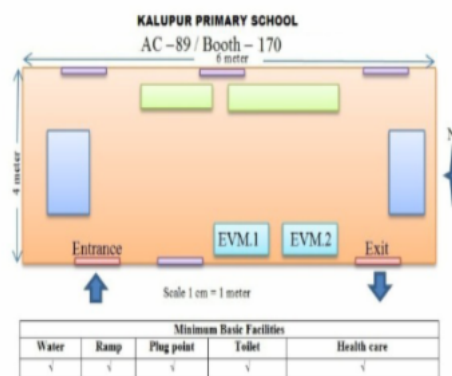 KALUPUR PRIMARY SCHOOL
AC -89 / Booth - 170
6 meter
4 meter
N
EVM.1 EVM.2
Entrance Exit
Scale 1 cm = 1 meter
Minimum Basic Facilities
Water Ramp Plug point Toilet Health care
√ √ √ √ √